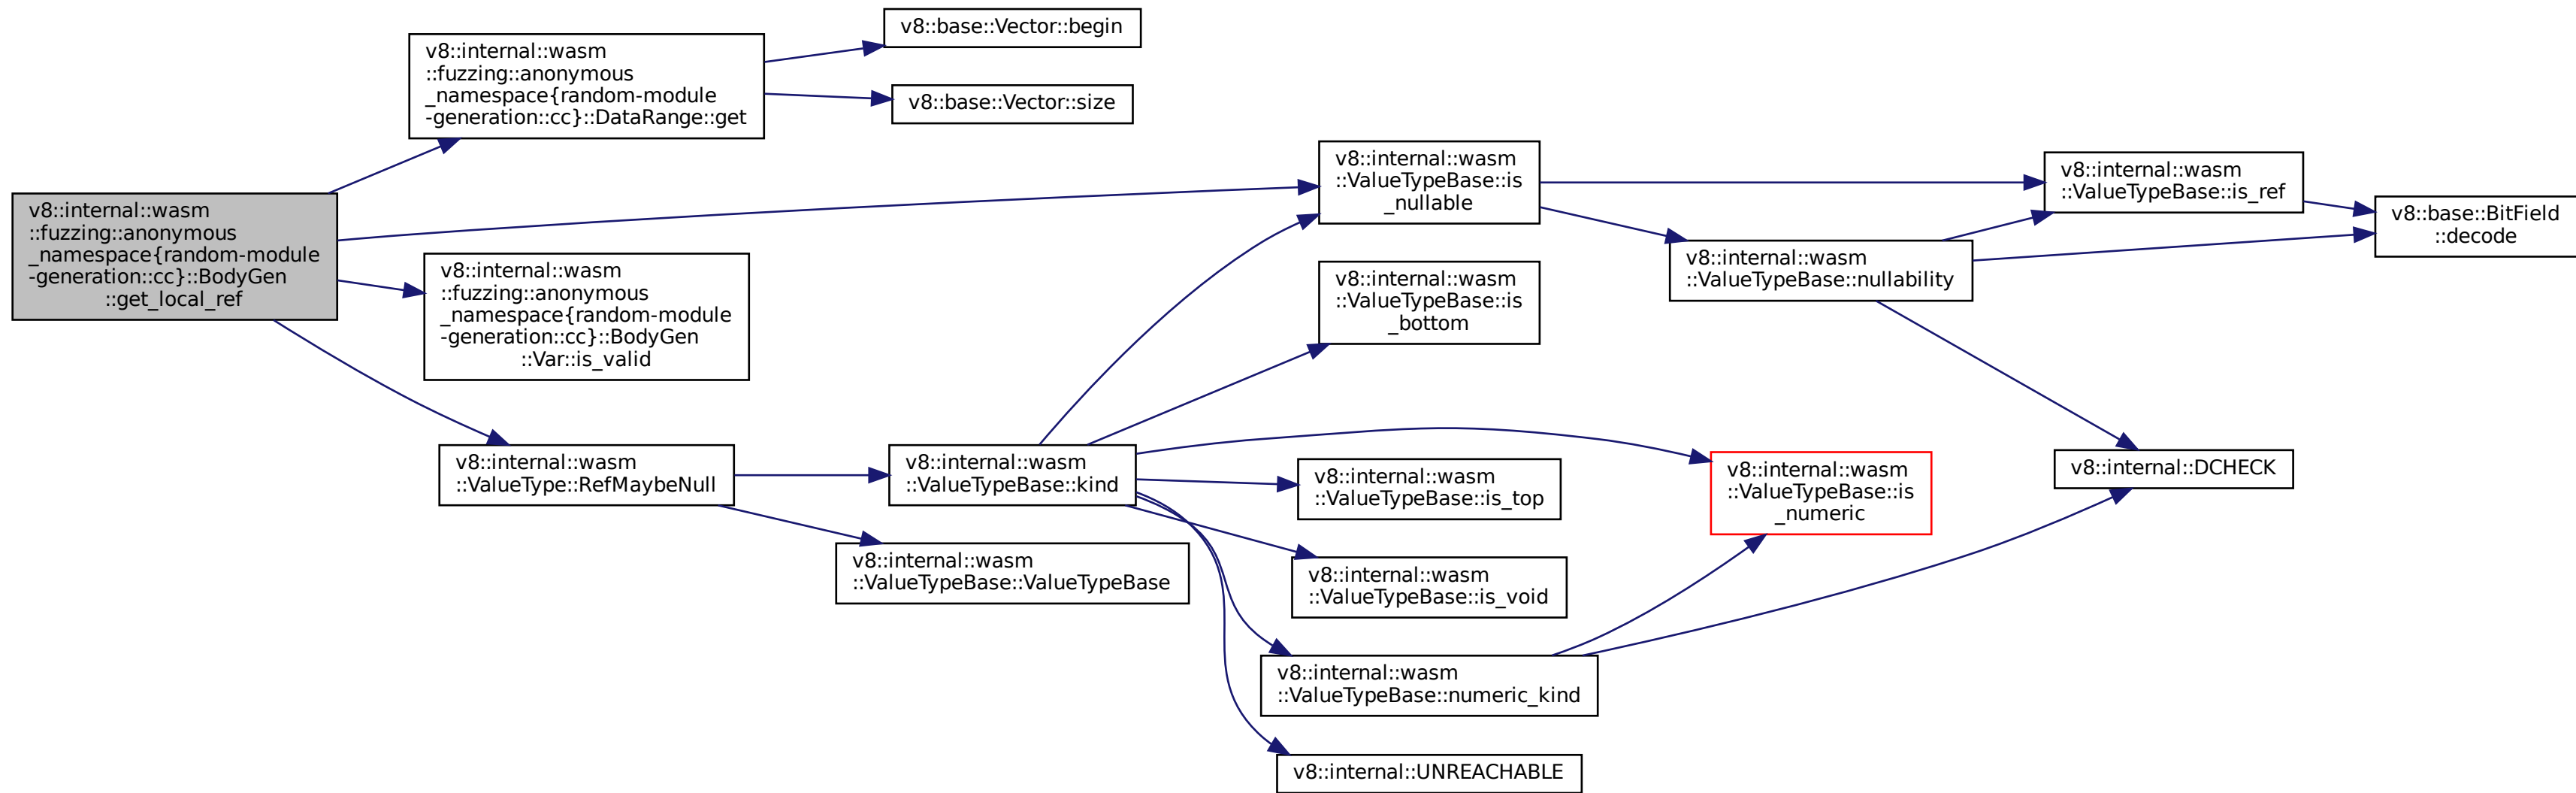 v8::internal::wasm
::fuzzing::anonymous
_namespace{random-module
-generation::cc}::BodyGen
::get_local_ref
v8::internal::wasm
::fuzzing::anonymous
_namespace{random-module
-generation::cc}::DataRange::get
v8::base::Vector::begin
v8::base::Vector::size
v8::internal::wasm
::ValueTypeBase::is
_nullable
v8::internal::wasm
::ValueTypeBase::is_ref
v8::base::BitField
::decode
v8::internal::wasm
::ValueTypeBase::nullability
v8::internal::wasm
::fuzzing::anonymous
_namespace{random-module
-generation::cc}::BodyGen
::Var::is_valid
v8::internal::wasm
::ValueTypeBase::is
_bottom
v8::internal::wasm
::ValueType::RefMaybeNull
v8::internal::wasm
::ValueTypeBase::kind
v8::internal::wasm
::ValueTypeBase::is_top
v8::internal::wasm
::ValueTypeBase::is
_numeric
v8::internal::DCHECK
v8::internal::wasm
::ValueTypeBase::ValueTypeBase
v8::internal::wasm
::ValueTypeBase::is_void
v8::internal::wasm
::ValueTypeBase::numeric_kind
v8::internal::UNREACHABLE